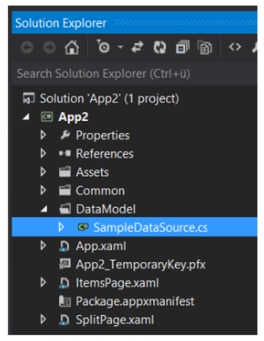 Solution Explorer
Search Solution Explorer (Ctrl+ü)
Solution 'App2' (1 project)
App2
Properties
References
Assets
Common
DataModel
SampleDataSource.cs
App.xaml
App2_TemporaryKey.pfx
ItemsPage.xaml
Package.appxmanifest
SplitPage.xaml